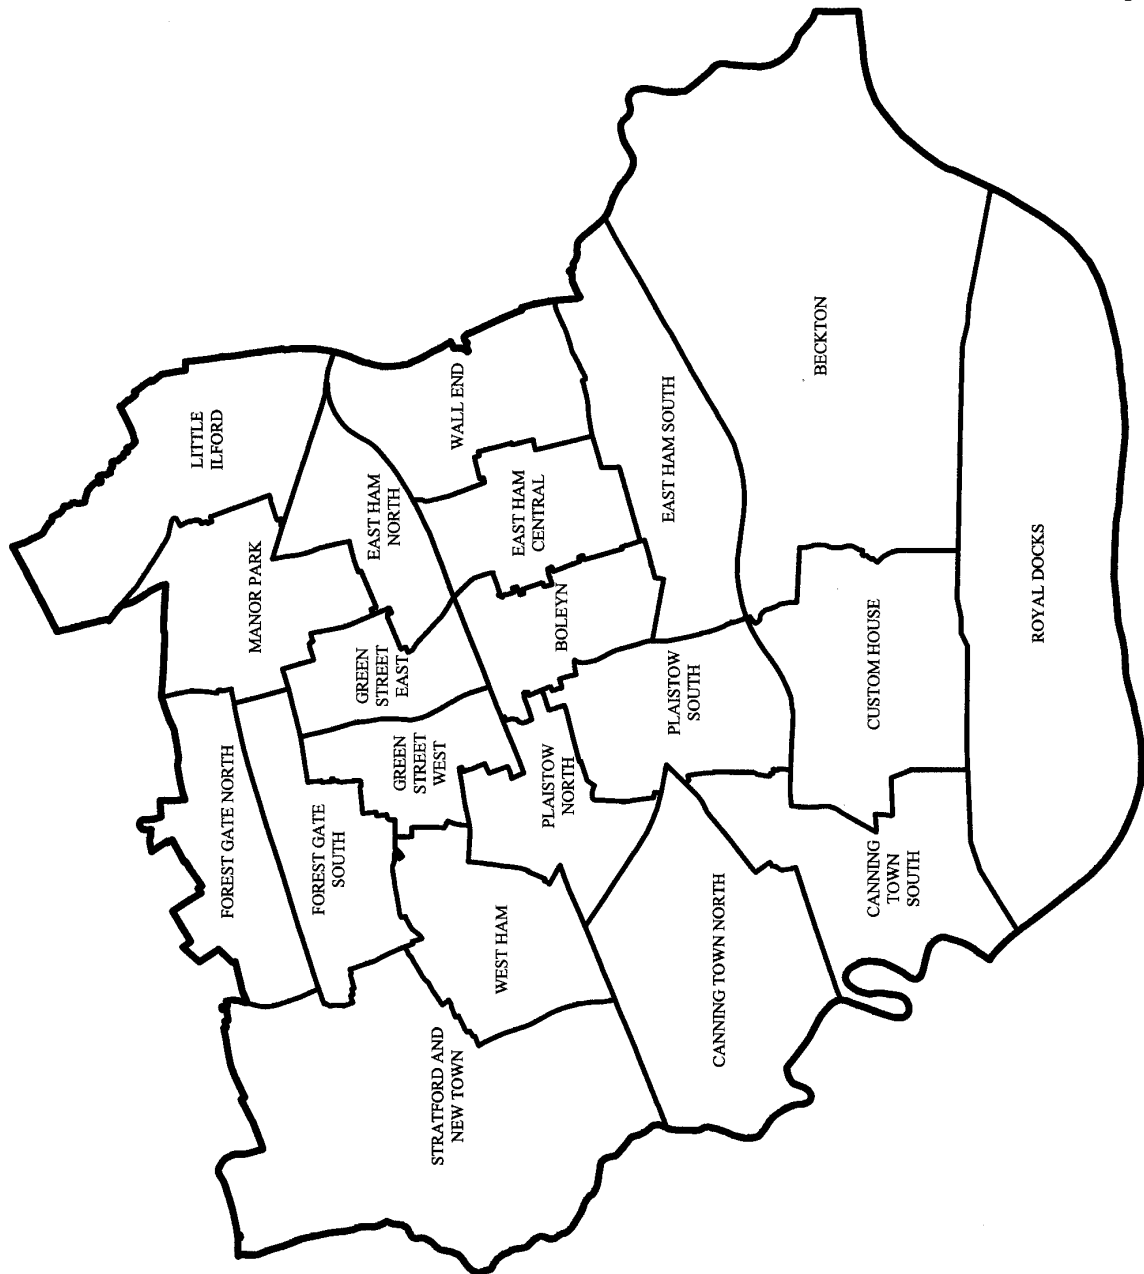 LITTLE
ILFORD
MANOR PARK
FOREST GATE NORTH
EAST HAM
NORTH
WALL END
GREEN
STREET
EAST
GREEN
STREET
WEST
FOREST GATE
SOUTH
STRATFORD AND
NEW TOWN
WEST HAM
EAST HAM
CENTRAL
BOLEYN
PLAISTOW
NORTH
EAST HAM SOUTH
PLAISTOW
SOUTH
CANNING TOWN NORTH
BECKTON
CUSTOM HOUSE
CANNING
TOWN
SOUTH
ROYAL DOCKS